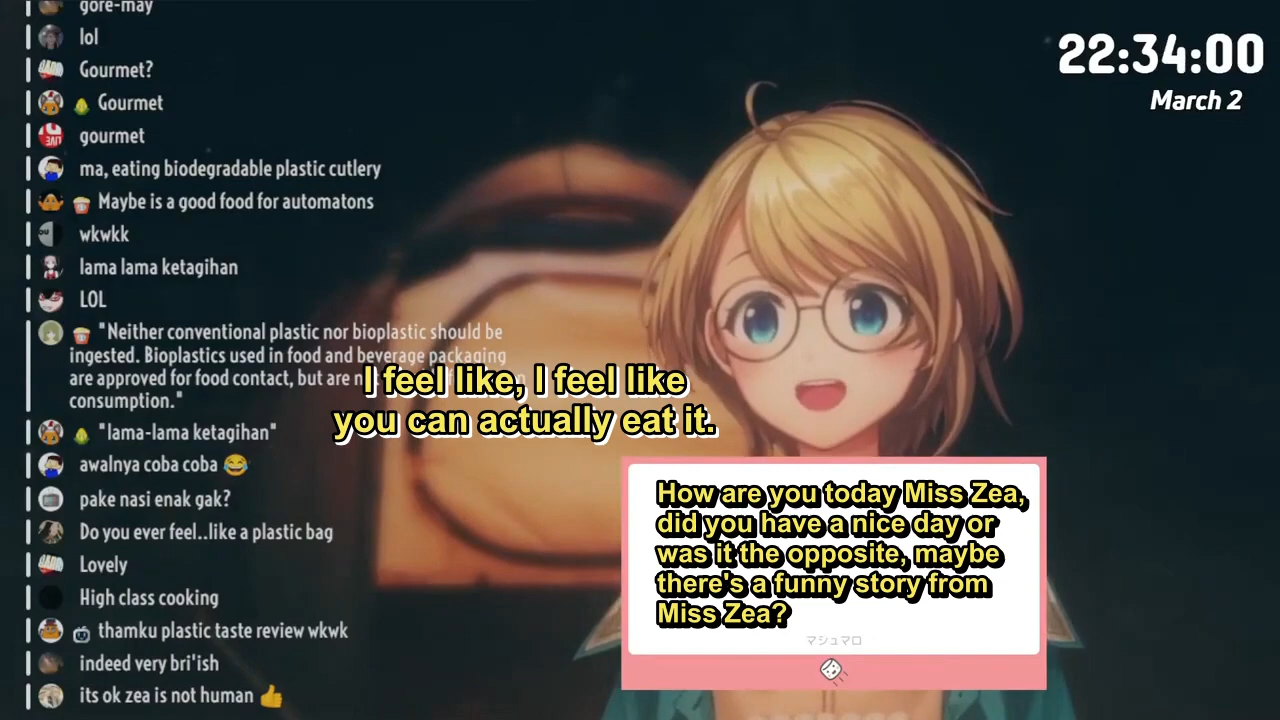 gore-may
lol
Gourmet?
Gourmet
gourmet
ma, eating biodegradable plastic cutlery
Maybe is a good food for automatons
wkwkk
lama lama ketagihan
LOL
"Neither conventional plastic nor bioplastic should be
ingested. Bioplastics used in food and beverage packaging
are approved for food contact, but are n
consumption."
"lama-lama ketagihan"
awalnya coba coba 😂
pake nasi enak gak?
Do you ever feel..like a plastic bag
Lovely
High class cooking
thamku plastic taste review wkwk
indeed very bri'ish
its ok zea is not human 👍
22:34:00
March 2
I feel like, I feel like
you can actually eat it.
How are you today Miss Zea,
did you have a nice day or
was it the opposite, maybe
there's a funny story from
Miss Zea?
マシュマロ